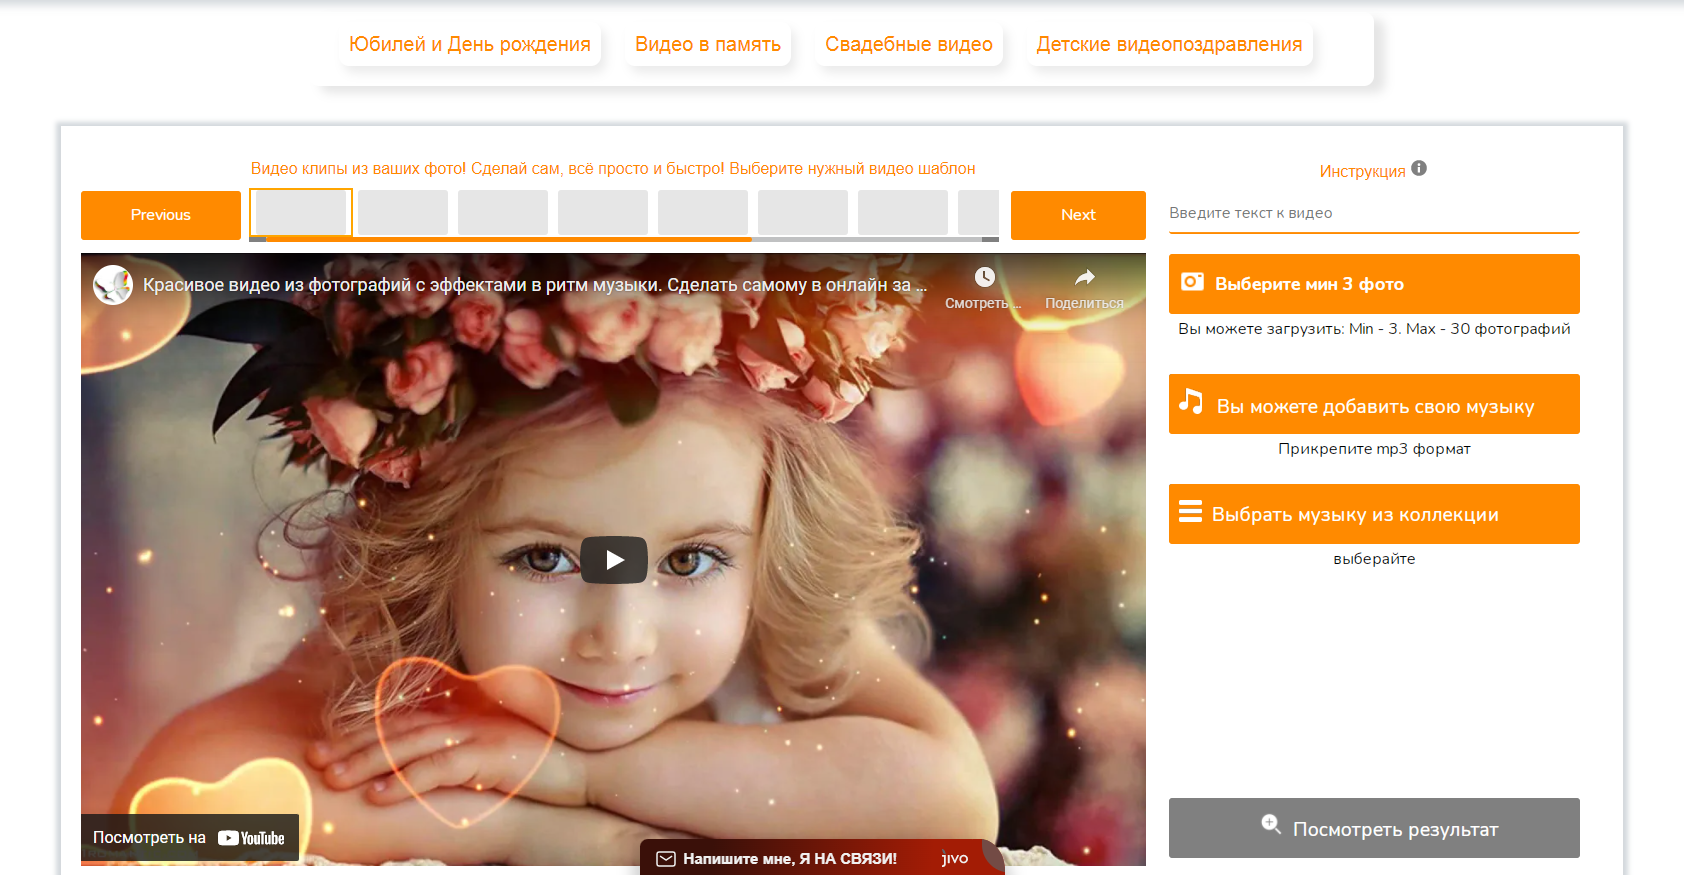 Юбилей и День рождения
Видео в память
Свадебные видео
Детские видеопоздравления
Видео клипы из ваших фото! Сделай сам, всё просто и быстро! Выберите нужный видео шаблон
Previous
Next
Красивое видео из фотографий с эффектами в ритм музыки. Сделать самому в онлайн за ...
Смотреть ...
Поделиться
Посмотреть на YouTube
Инструкция
Введите текст к видео
Выберите мин 3 фото
Вы можете загрузить: Min - 3. Max - 30 фотографий
Вы можете добавить свою музыку
Прикрепите mp3 формат
Выбрать музыку из коллекции
выберайте
Посмотреть результат
Напишите мне, Я НА СВЯЗИ!
jivo